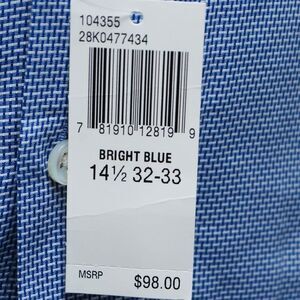 104355
28K0477434
7 81910 12819 9
BRIGHT BLUE
14½ 32-33
MSRP $98.00